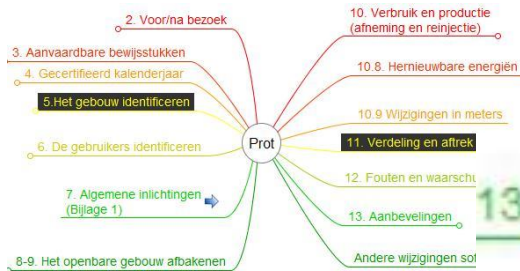 2. Voor/na bezoek
3. Aanvaardbare bewijsstukken
4. Gecertifieerd kalenderjaar
5.Het gebouw identificeren
6. De gebruikers identificeren
7. Algemene inlichtingen
(Bijlage 1)
8-9. Het openbare gebouw afbakenen
Prot
10. Verbruik en productie
(afneming et reinjectie)
10.8. Hernieuwbare energiën
10.9 Wijzigingen in meters
11. Verdeling en aftrek
12. Fouten en waarschu
13. Aanbevelingen
Andere wijzigingen sof
13